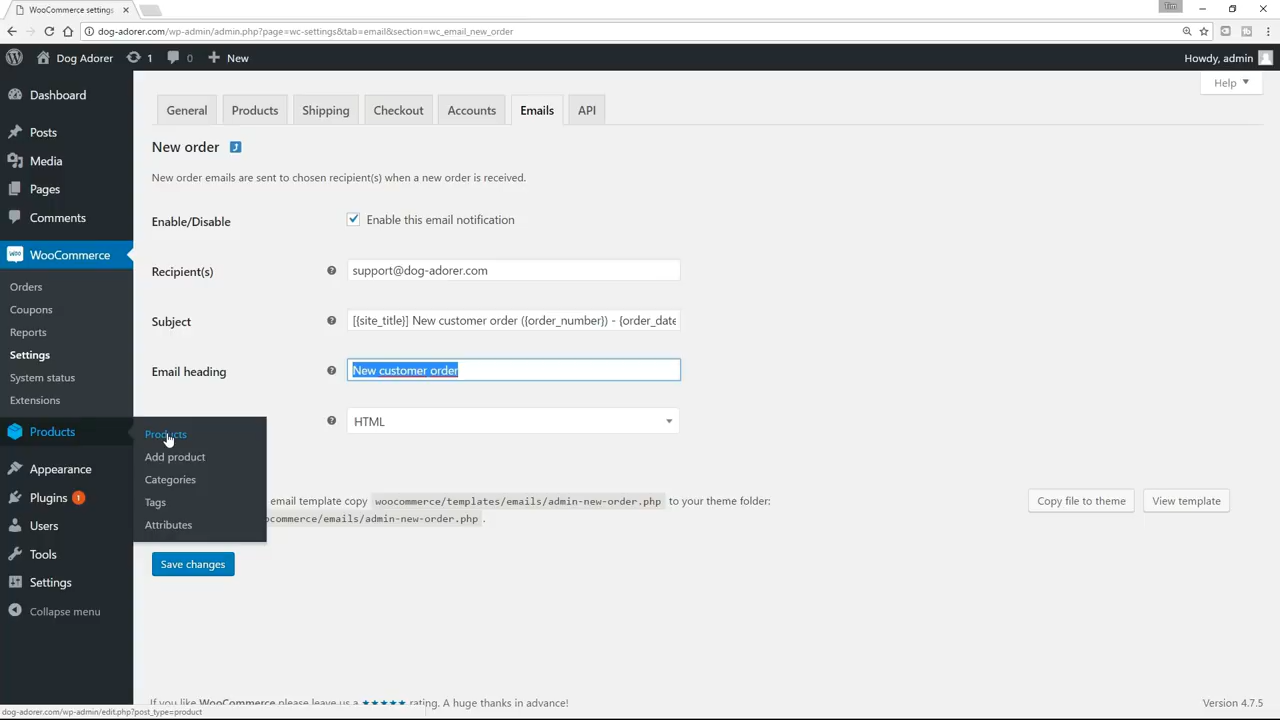 WooCommerce settings
dog-adorer.com/wp-admin/admin.php?page=wc-settings&tab=email&section=wc_email_new_order
Dog Adorer 1 0 New
Howdy, admin
Help
Dashboard
Posts
Media
Pages
Comments
WooCommerce
Orders
Coupons
Reports
Settings
System status
Extensions
Products
Appearance
Plugins 1
Users
Tools
Settings
Collapse menu
Products
Add product
Categories
Tags
Attributes
General Products Shipping Checkout Accounts Emails API
New order
New order emails are sent to chosen recipient(s) when a new order is received.
Enable/Disable Enable this email notification
Recipient(s) support@dog-adorer.com
Subject [{site_title}] New customer order ({order_number}) - {order_date
Email heading New customer order
HTML
email template copy woocommerce/templates/emails/admin-new-order.php to your theme folder:
ocommerce/emails/admin-new-order.php .
Copy file to theme View template
Save changes
If you like WooCommerce please leave us a ★★★★★ rating. A huge thanks in advance!
Version 4.7.5
dog-adorer.com/wp-admin/edit.php?post_type=product